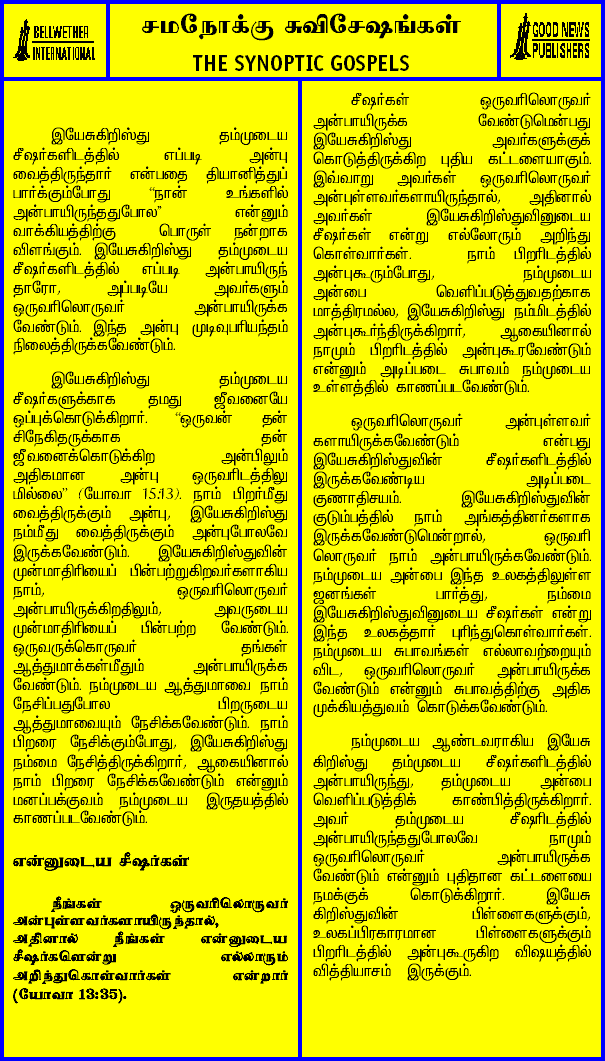 BELLWETHER
INTERNATIONAL
சமநோக்கு சுவிசேஷங்கள்
THE SYNOPTIC GOSPELS
GOOD NEWS
PUBLISHERS
இயேசுகிறிஸ்து தம்முடைய
சீஷர்களிடத்தில் எப்படி அன்பு
வைத்திருந்தார் என்பதை தியானித்துப்
பார்க்கும்போது “நான் உங்களில்
அன்பாயிருந்ததுபோல” என்னும்
வாக்கியத்திற்கு பொருள் நன்றாக
விளங்கும். இயேசுகிறிஸ்து தம்முடைய
சீஷர்களிடத்தில் எப்படி அன்பாயிருந்
தாரோ, அப்படியே அவர்களும்
ஒருவரிலொருவர் அன்பாயிருக்க
வேண்டும். இந்த அன்பு முடிவுபரியந்தம்
நிலைத்திருக்கவேண்டும்.
இயேசுகிறிஸ்து தம்முடைய
சீஷர்களுக்காக தமது ஜீவனையே
ஒப்புக்கொடுக்கிறார். “ஒருவன் தன்
சிநேகிதருக்காக தன்
ஜீவனைக்கொடுக்கிற அன்பிலும்
அதிகமான அன்பு ஒருவரிடத்திலு
மில்லை” (யோவா 15:13). நாம் பிறர்மீது
வைத்திருக்கும் அன்பு, இயேசுகிறிஸ்து
நம்மீது வைத்திருக்கும் அன்புபோலவே
இருக்கவேண்டும். இயேசுகிறிஸ்துவின்
முன்மாதிரியைப் பின்பற்றுகிறவர்களாகிய
நாம், ஒருவரிலொருவர்
அன்பாயிருக்கிறதிலும், அவருடைய
முன்மாதிரியைப் பின்பற்ற வேண்டும்.
ஒருவருக்கொருவர் தங்கள்
ஆத்துமாக்கள்மீதும் அன்பாயிருக்க
வேண்டும். நம்முடைய ஆத்துமாவை நாம்
நேசிப்பதுபோல பிறருடைய
ஆத்துமாவையும் நேசிக்கவேண்டும். நாம்
பிறரை நேசிக்கும்போது, இயேசுகிறிஸ்து
நம்மை நேசித்திருக்கிறார், ஆகையினால்
நாம் பிறரை நேசிக்கவேண்டும் என்னும்
மனப்பக்குவம் நம்முடைய இருதயத்தில்
காணப்படவேண்டும்.
என்னுடைய சீஷர்கள்
நீங்கள் ஒருவரிலொருவர்
அன்புள்ளவர்களாயிருந்தால்,
அதினால் நீங்கள் என்னுடைய
சீஷர்களென்று எல்லாரும்
அறிந்துகொள்வார்கள் என்றார்
(யோவா 13:35).
சீஷர்கள் ஒருவரிலொருவர்
அன்பாயிருக்க வேண்டுமென்பது
இயேசுகிறிஸ்து அவர்களுக்குக்
கொடுத்திருக்கிற புதிய கட்டளையாகும்.
இவ்வாறு அவர்கள் ஒருவரிலொருவர்
அன்புள்ளவர்களாயிருந்தால், அதினால்
அவர்கள் இயேசுகிறிஸ்துவினுடைய
சீஷர்கள் என்று எல்லோரும் அறிந்து
கொள்வார்கள். நாம் பிறரிடத்தில்
அன்புகூரும்போது, நம்முடைய
அன்பை வெளிப்படுத்துவதற்காக
மாத்திரமல்ல, இயேசுகிறிஸ்து நம்மிடத்தில்
அன்புகூர்ந்திருக்கிறார், ஆகையினால்
நாமும் பிறரிடத்தில் அன்புகூரவேண்டும்
என்னும் அடிப்படை சுபாவம் நம்முடைய
உள்ளத்தில் காணப்படவேண்டும்.
ஒருவரிலொருவர் அன்புள்ளவர்
களாயிருக்கவேண்டும் என்பது
இயேசுகிறிஸ்துவின் சீஷர்களிடத்தில்
இருக்கவேண்டிய அடிப்படை
குணாதிசயம். இயேசுகிறிஸ்துவின்
குடும்பத்தில் நாம் அங்கத்தினர்களாக
இருக்கவேண்டுமென்றால், ஒருவரி
லொருவர் நாம் அன்பாயிருக்கவேண்டும்.
நம்முடைய அன்பை இந்த உலகத்திலுள்ள
ஜனங்கள் பார்த்து, நம்மை
இயேசுகிறிஸ்துவினுடைய சீஷர்கள் என்று
இந்த உலகத்தார் புரிந்துகொள்வார்கள்.
நம்முடைய சுபாவங்கள் எல்லாவற்றையும்
விட, ஒருவரிலொருவர் அன்பாயிருக்க
வேண்டும் என்னும் சுபாவத்திற்கு அதிக
முக்கியத்துவம் கொடுக்கவேண்டும்.
நம்முடைய ஆண்டவராகிய இயேசு
கிறிஸ்து தம்முடைய சீஷர்களிடத்தில்
அன்பாயிருந்து, தம்முடைய அன்பை
வெளிப்படுத்திக் காண்பித்திருக்கிறார்.
அவர் தம்முடைய சீஷரிடத்தில்
அன்பாயிருந்ததுபோலவே நாமும்
ஒருவரிலொருவர் அன்பாயிருக்க
வேண்டும் என்னும் புதிதான கட்டளையை
நமக்குக் கொடுக்கிறார். இயேசு
கிறிஸ்துவின் பிள்ளைகளுக்கும்,
உலகப்பிரகாரமான பிள்ளைகளுக்கும்
பிறரிடத்தில் அன்புகூருகிற விஷயத்தில்
வித்தியாசம் இருக்கும்.